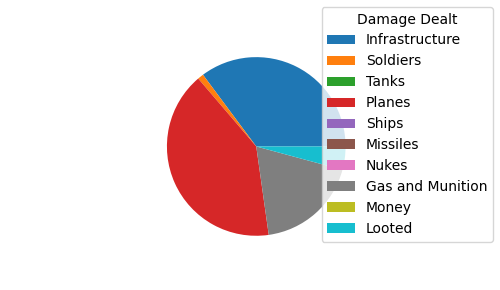 Damage Dealt
Infrastructure
Soldiers
Tanks
Planes
Ships
Missiles
Nukes
Gas and Munition
Money
Looted